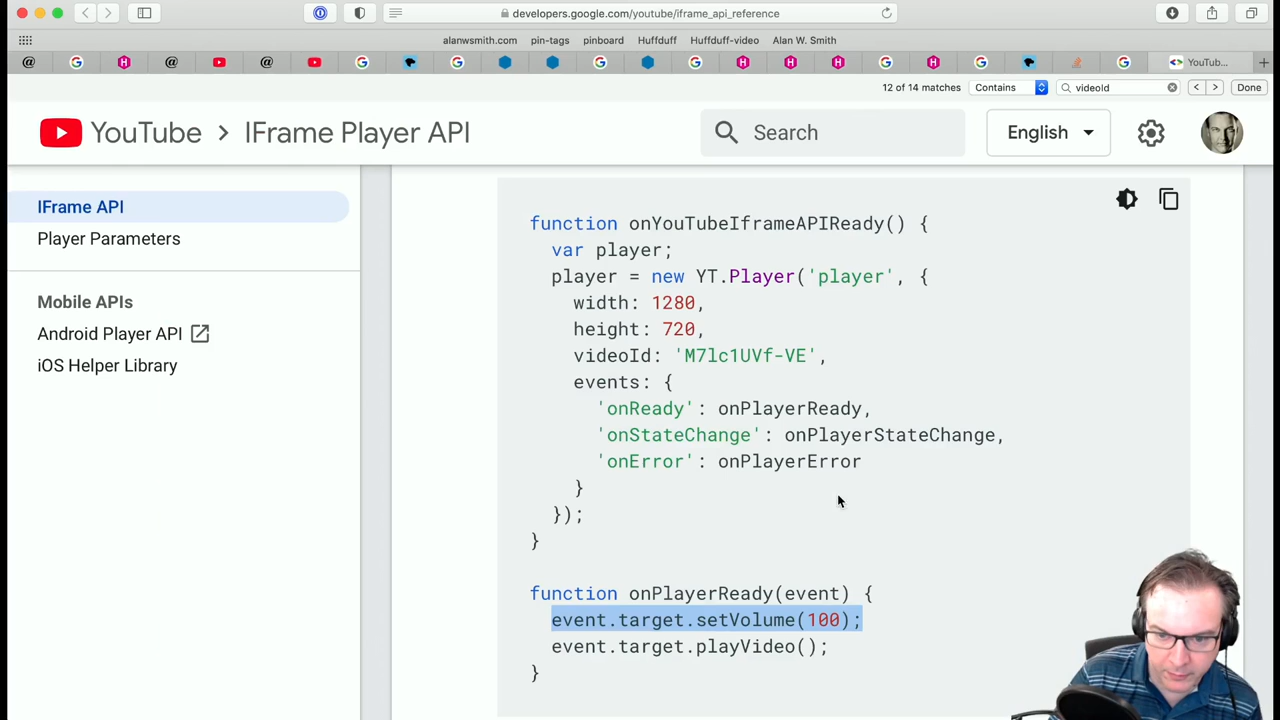 developers.google.com/youtube/iframe_api_reference
alanwsmith.com pin-tags pinboard Huffduff Huffduff-video Alan W. Smith
YouTub...
12 of 14 matches Contains videoId Done
YouTube > IFrame Player API Search English
IFrame API
Player Parameters
Mobile APIs
Android Player API
iOS Helper Library
function onYouTubeIframeAPIReady() {
var player;
player = new YT.Player('player', {
width: 1280,
height: 720,
videoId: 'M7lc1UVf-VE',
events: {
'onReady': onPlayerReady,
'onStateChange': onPlayerStateChange,
'onError': onPlayerError
}
});
}
function onPlayerReady(event) {
event.target.setVolume(100);
event.target.playVideo();
}